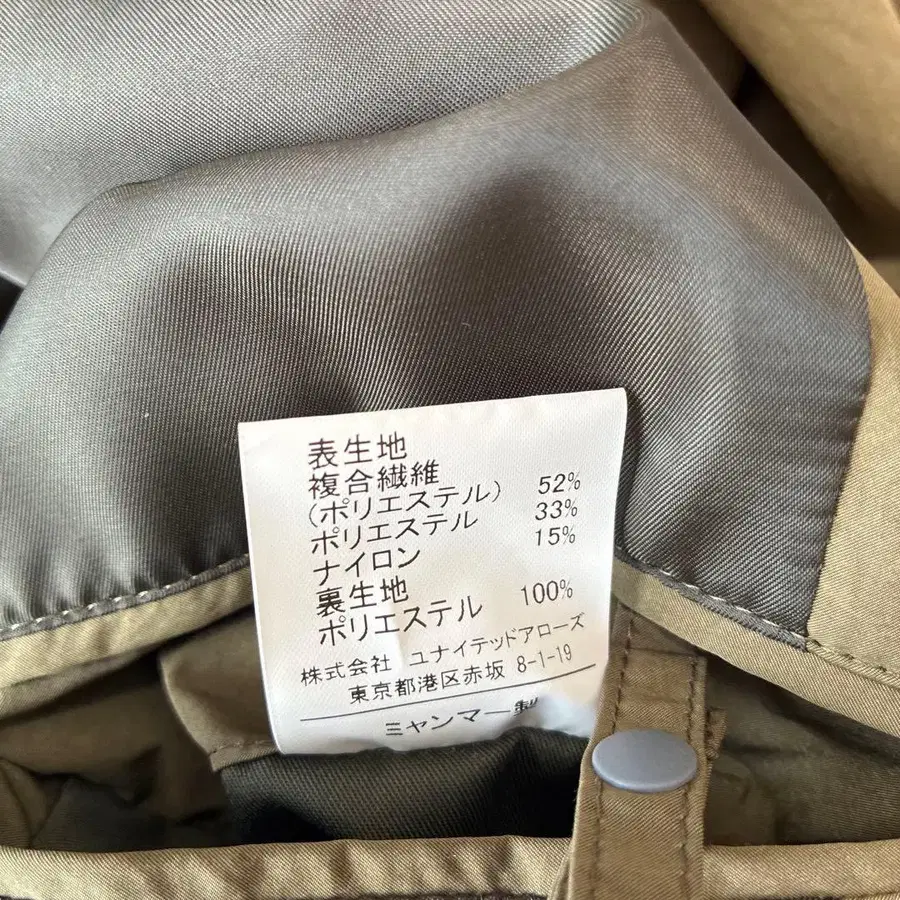 表生地
複合繊維
(ポリエステル) 52%
ポリエステル 33%
ナイロン 15%
裏生地
ポリエステル 100%
株式会社 ユナイテッドアローズ
東京都港区赤坂 8-1-19
ミャンマー製